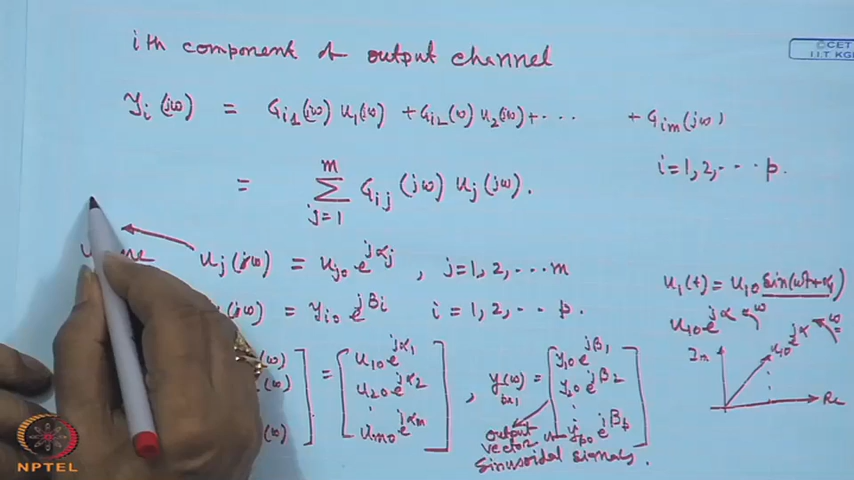 ith component of output channel
©CET
I.I.T. KGP
Yi(jω) = Gi1(jω) u1(jω) + Gi2(ω) u2(jω) + ··· + Gim(jω)
i = 1, 2, ··· p.
= Σ_{j=1}^{m} Gij(jω) uj(jω).
uj(jω) = uj0 e^{jαj} , j = 1, 2, ··· m
(jω) = yi0 e^{jβi} i = 1, 2, ·· p.
u1(t) = u10 sin(ωt+α1)
u10 e^{jα} ω
Im u10 e^{jα} ω
Re
(ω) = [ u10 e^{jα1} , y(ω) = [ y10 e^{jβ1}
u20 e^{jα2} px1 y20 e^{jβ2}
(ω) ] um0 e^{jαm} ] yp0 e^{jβp} ]
output
vector
sinusoidal signals.
NPTEL